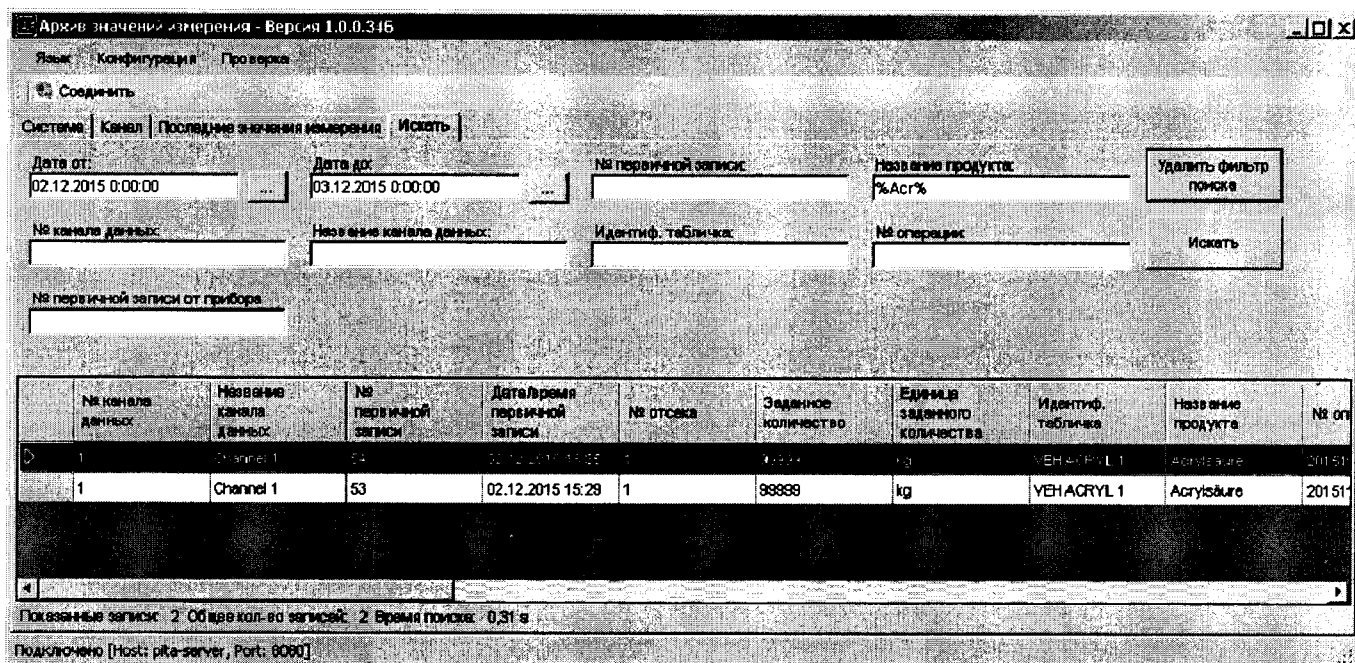 Архив значений измерения - Версия 1.0.0.346
Язык Конфигурация Проверка
Соединить
Система Канал Последние значения измерения Искать
Дата от: Дата до: № первичной записи: Название продукта: Удалить фильтр поиска
02.12.2015 0:00:00 ... 03.12.2015 0:00:00 ... %Acr%
№ канала данных: Название канала данных: Идентиф. табличка: № операции: Искать
№ первичной записи от прибора
№ канала данных Название канала данных № первичной записи Дата/время первичной записи № отсека Заданное количество Единица заданного количества Идентиф. табличка Название продукта № оп
1 Channel 1 54 1 99999 kg VEH ACRYL 1 Acrylsäure 20151
1 Channel 1 53 02.12.2015 15:29 1 99999 kg VEH ACRYL 1 Acrylsäure 201511
Показанные записи: 2 Общее кол-во записей: 2 Время поиска: 0,31 s
Подключено [Host: pita-server, Port: 8080]